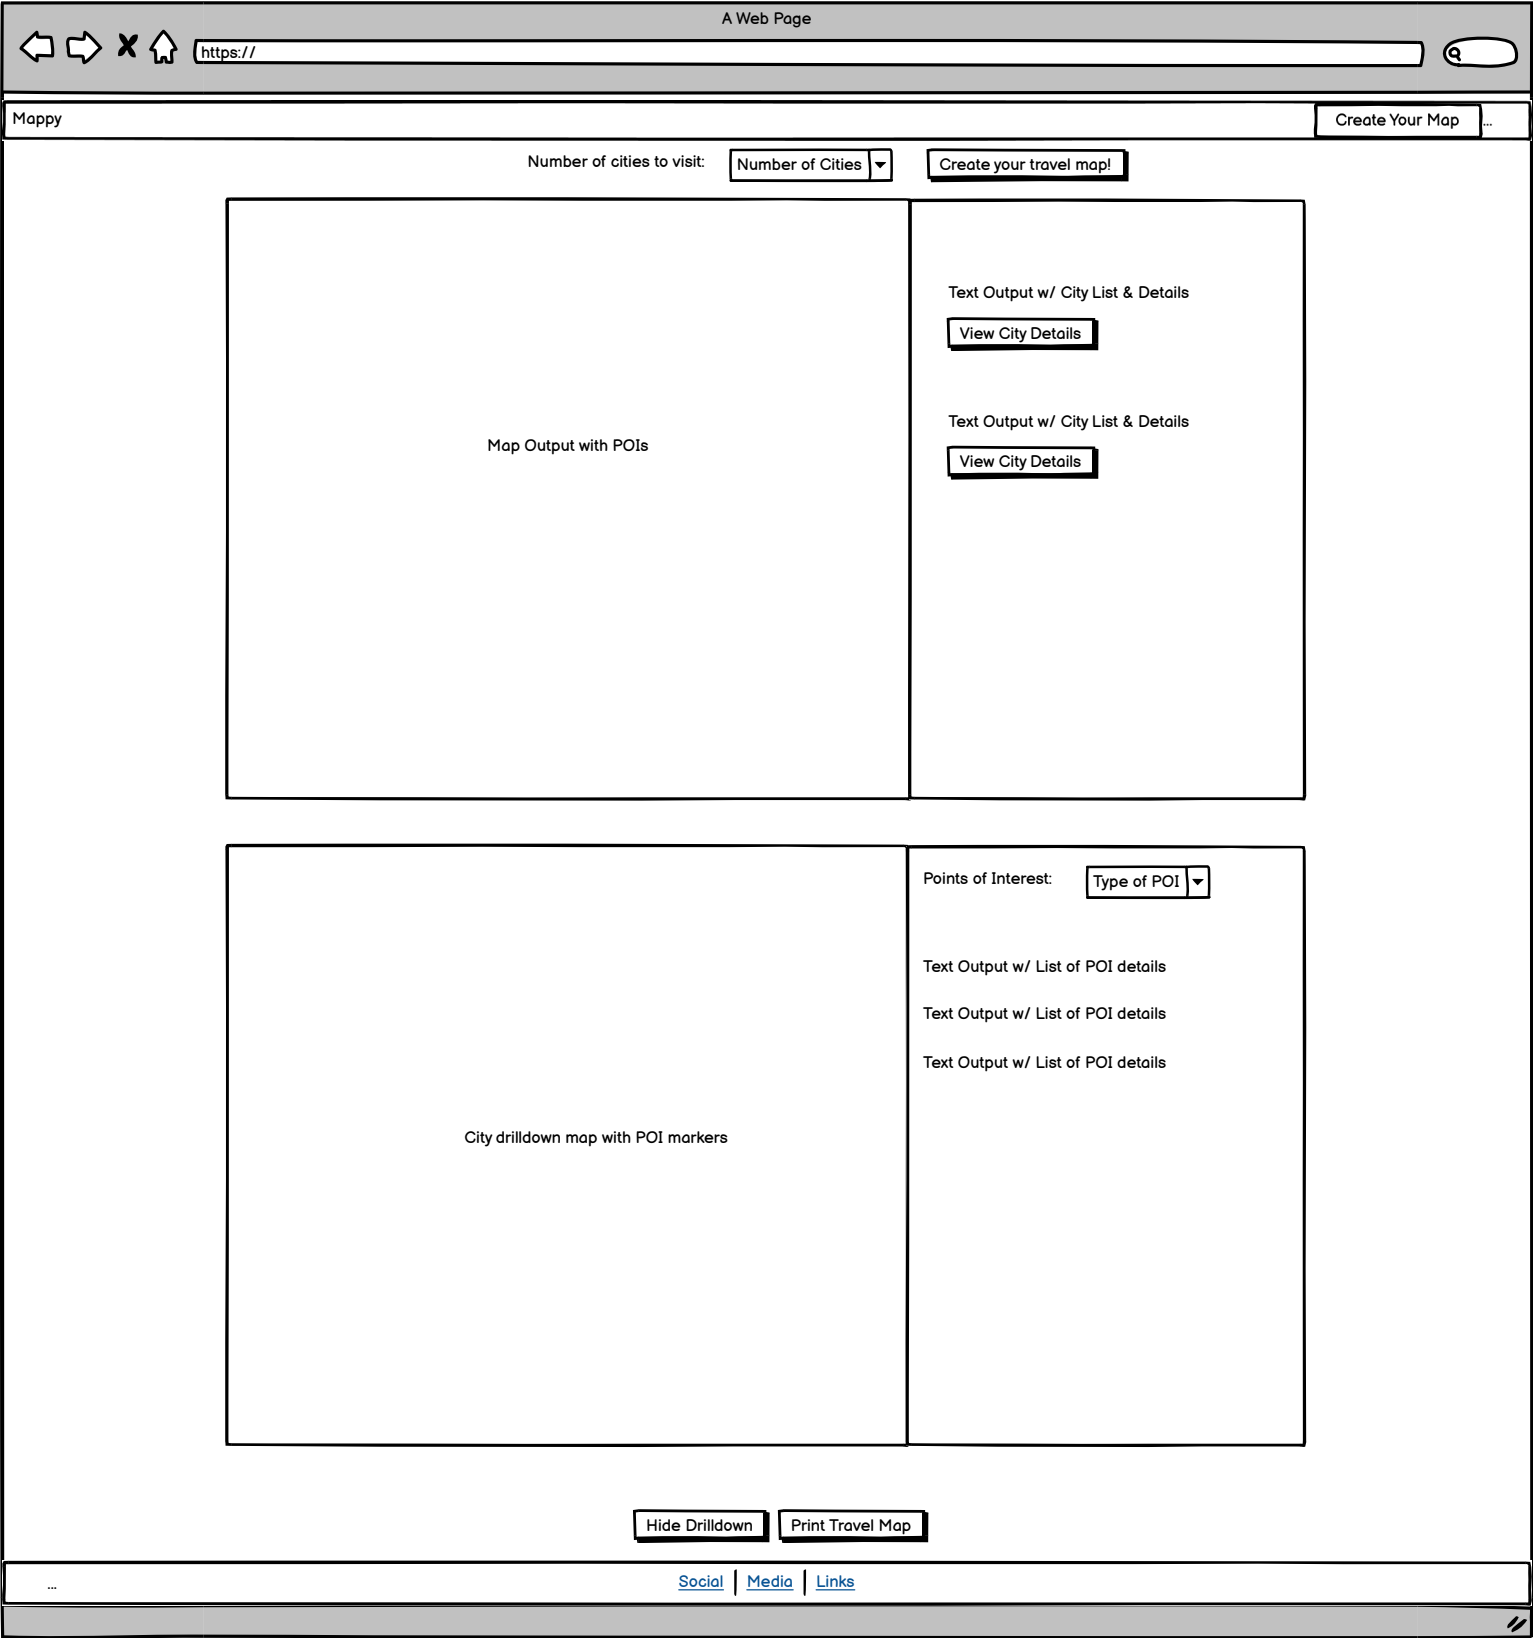 A Web Page
https://
Mappy
Create Your Map
...
Number of cities to visit:
Number of Cities
Create your travel map!
Map Output with POIs
Text Output w/ City List & Details
View City Details
Text Output w/ City List & Details
View City Details
City drilldown map with POI markers
Points of Interest:
Type of POI
Text Output w/ List of POI details
Text Output w/ List of POI details
Text Output w/ List of POI details
Hide Drilldown
Print Travel Map
...
Social
Media
Links